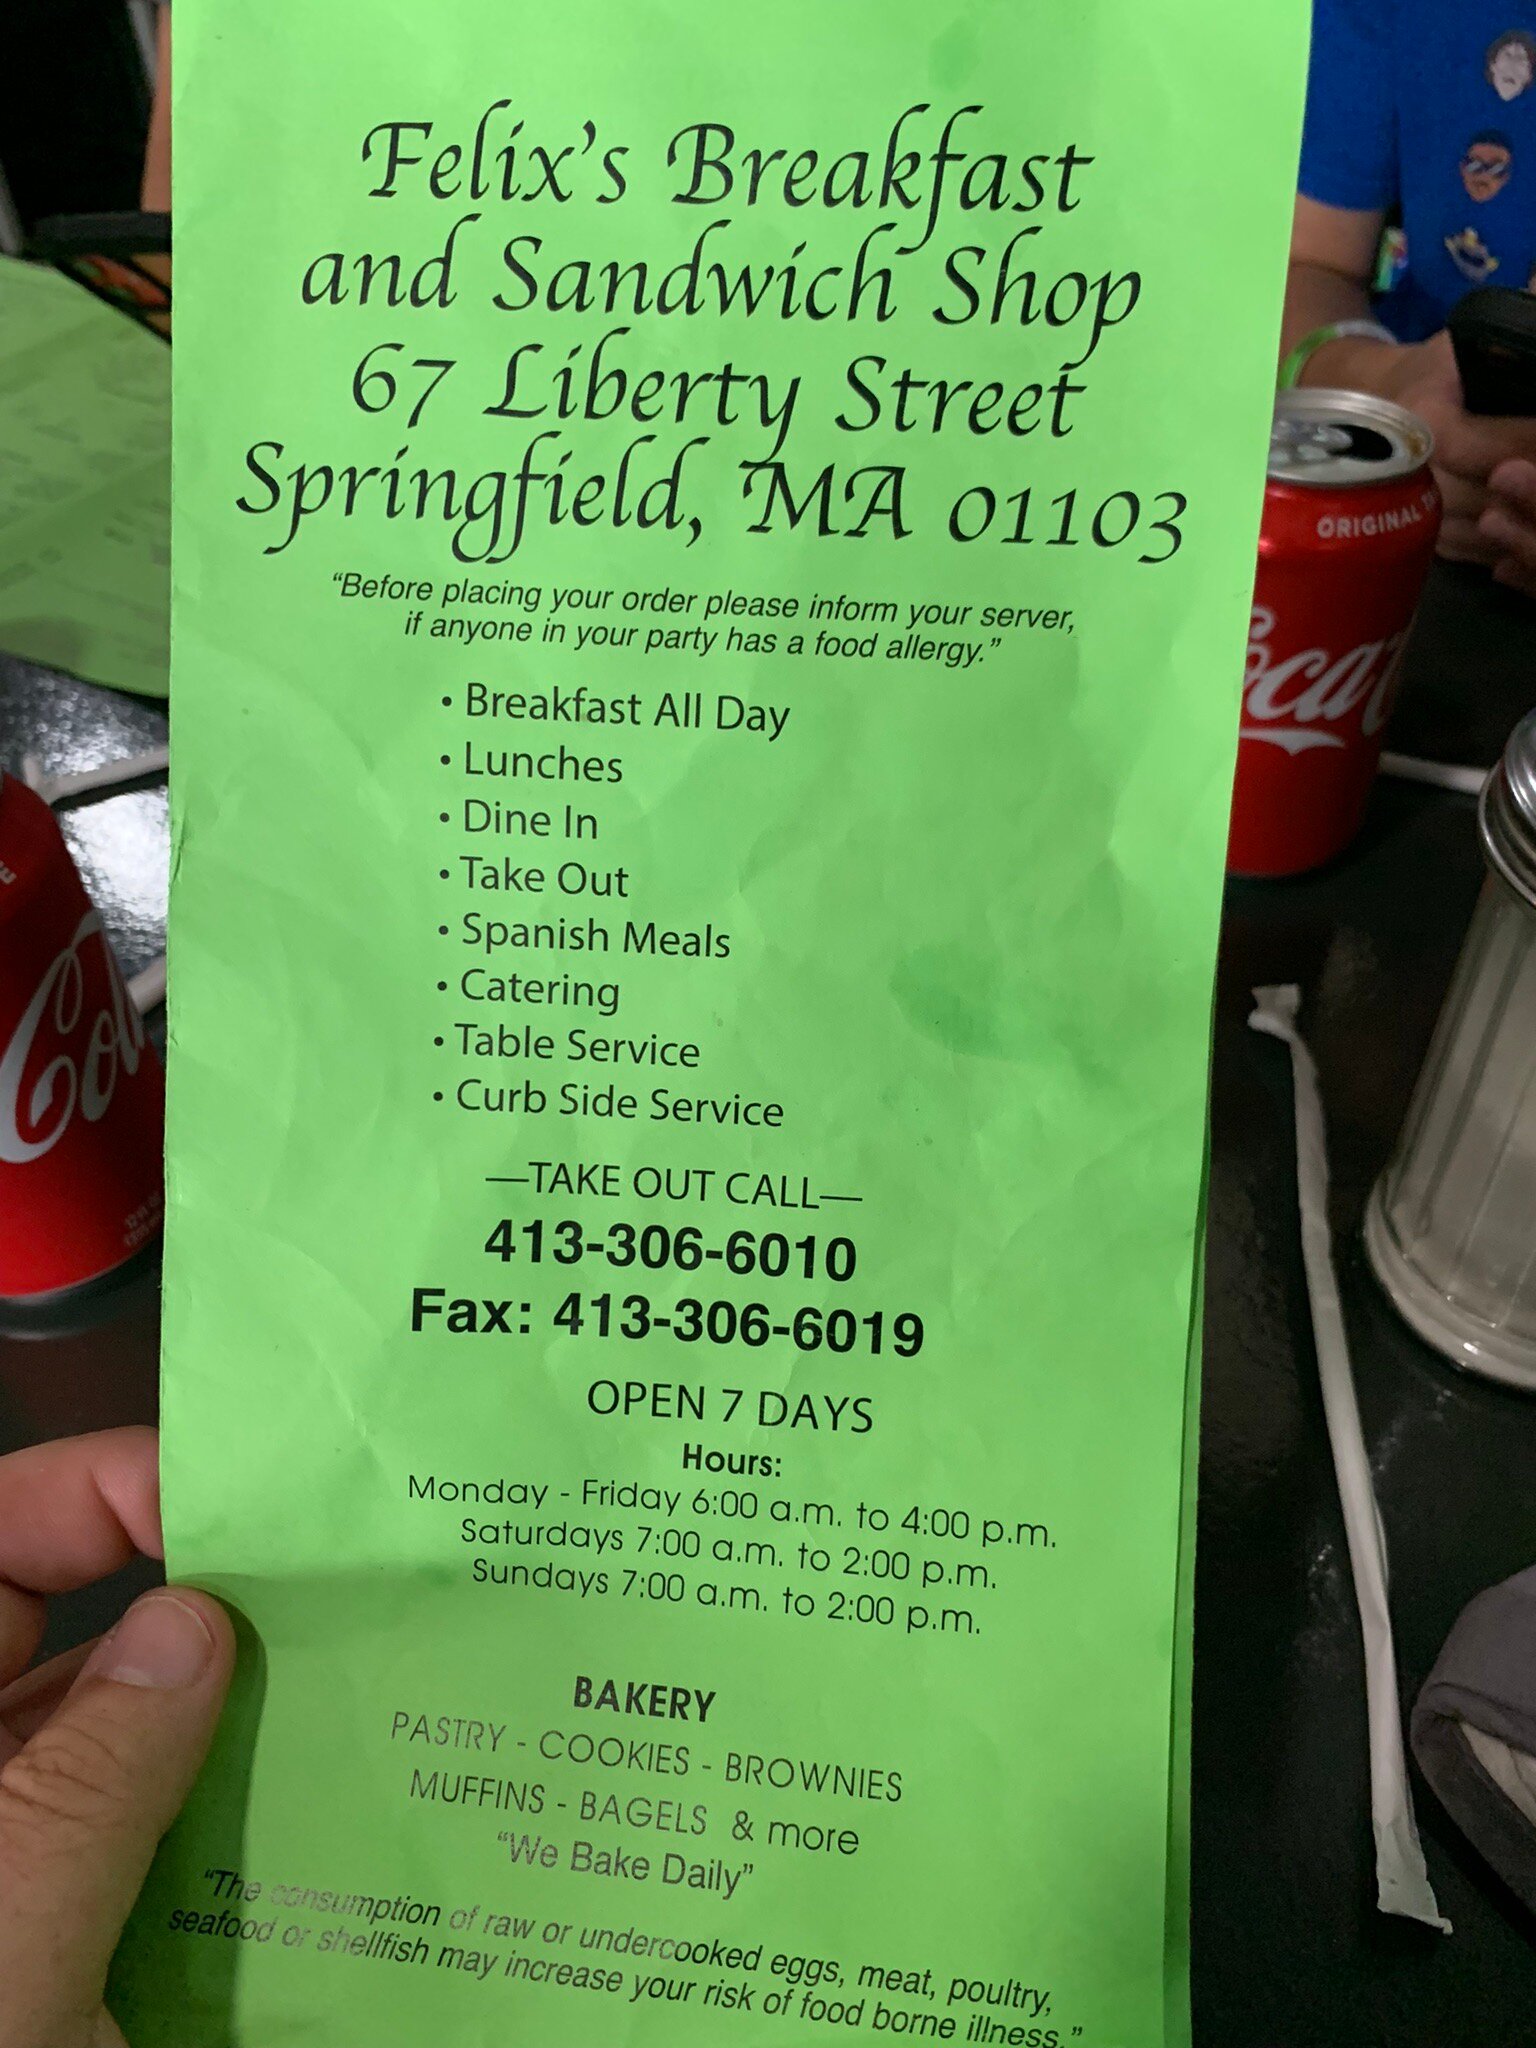 Felix's Breakfast
and Sandwich Shop
67 Liberty Street
Springfield, MA 01103
“Before placing your order please inform your server,
if anyone in your party has a food allergy.”
• Breakfast All Day
• Lunches
• Dine In
• Take Out
• Spanish Meals
• Catering
• Table Service
• Curb Side Service
—TAKE OUT CALL—
413-306-6010
Fax: 413-306-6019
OPEN 7 DAYS
Hours:
Monday - Friday 6:00 a.m. to 4:00 p.m.
Saturdays 7:00 a.m. to 2:00 p.m.
Sundays 7:00 a.m. to 2:00 p.m.
BAKERY
PASTRY - COOKIES - BROWNIES
MUFFINS - BAGELS & more
“We Bake Daily”
“The consumption of raw or undercooked eggs, meat, poultry,
seafood or shellfish may increase your risk of food borne illness.”
ORIGINAL